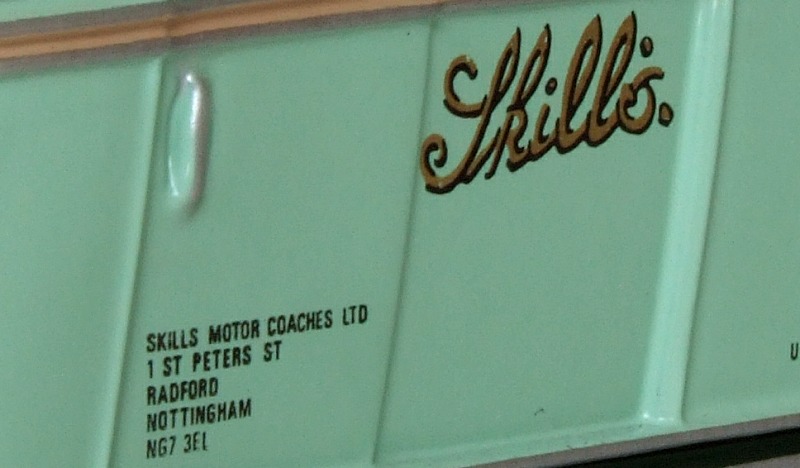 Skills.
SKILLS MOTOR COACHES LTD
1 ST PETERS ST
RADFORD
NOTTINGHAM
NG7 3EL
U